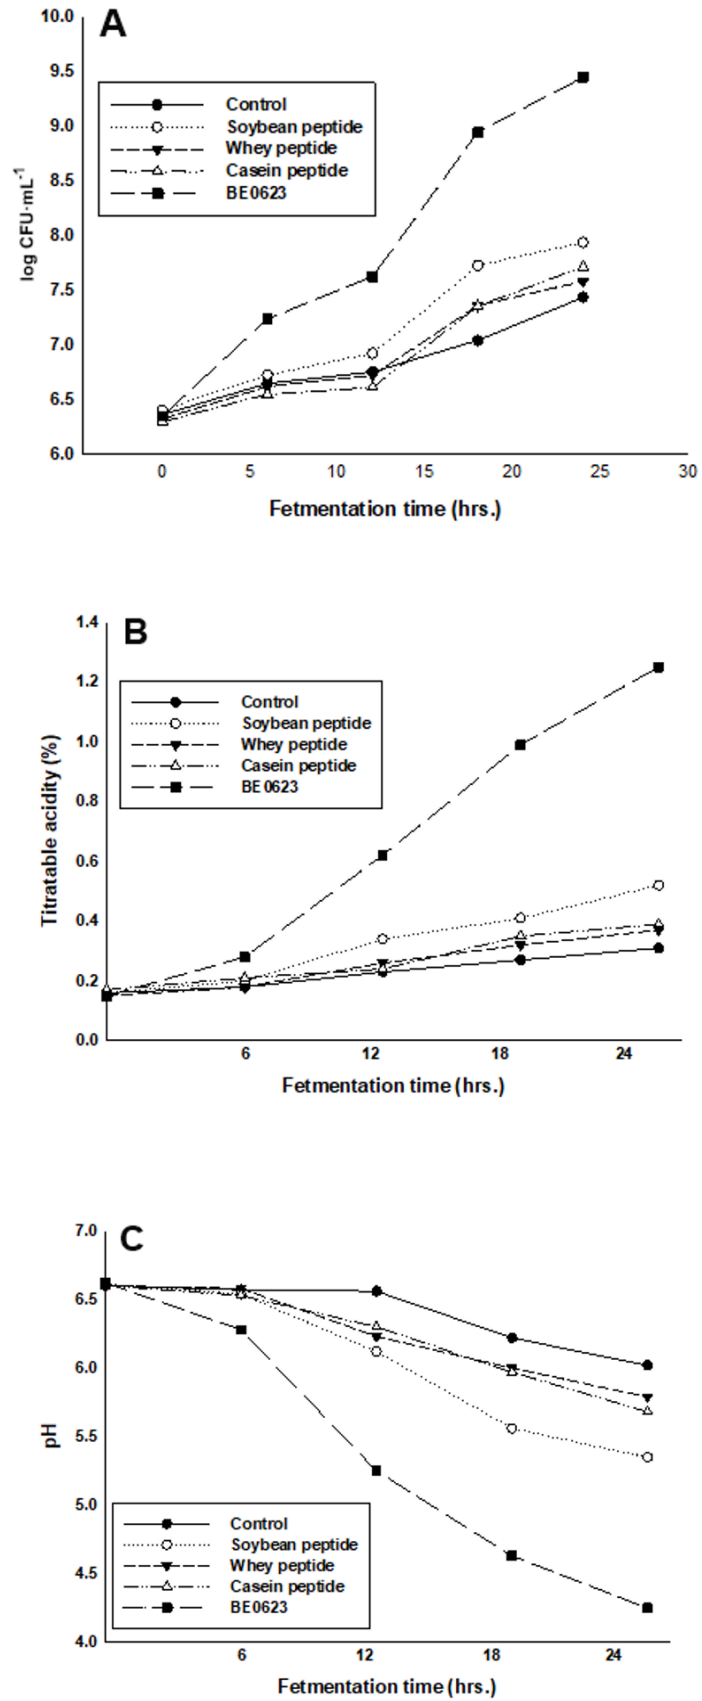 A
10.0
9.5
9.0
8.5
8.0
7.5
7.0
6.5
6.0
log CFU·mL-1
Control
Soybean peptide
Whey peptide
Casein peptide
BE0623
0 5 10 15 20 25 30
Fetmentation time (hrs.)
B
1.4
1.2
1.0
0.8
0.6
0.4
0.2
0.0
Titratable acidity (%)
Control
Soybean peptide
Whey peptide
Casein peptide
BE0623
6 12 18 24
Fetmentation time (hrs.)
C
7.0
6.5
6.0
5.5
5.0
4.5
4.0
pH
Control
Soybean peptide
Whey peptide
Casein peptide
BE0623
6 12 18 24
Fetmentation time (hrs.)